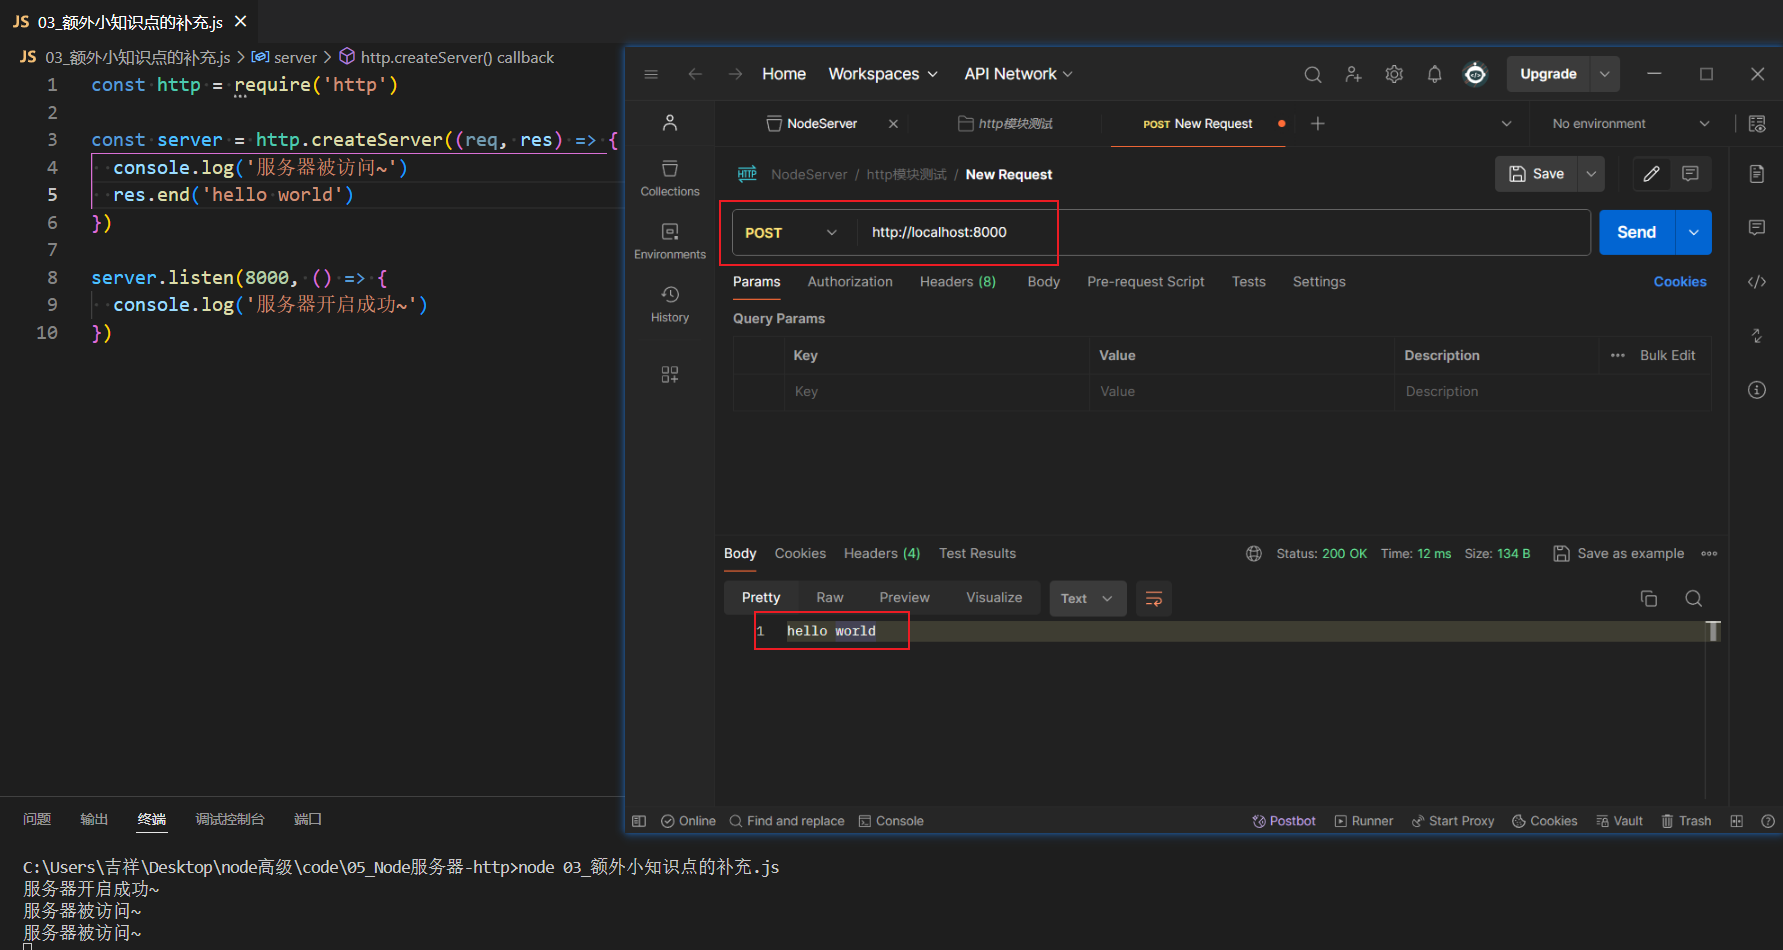 JS 03_额外小知识点的补充.js
JS 03_额外小知识点的补充.js > server > http.createServer() callback
1 const http = require('http')
2
3 const server = http.createServer((req, res) => {
4 console.log('服务器被访问~')
5 res.end('hello world')
6 })
7
8 server.listen(8000, () => {
9 console.log('服务器开启成功~')
10 })
Home Workspaces API Network Upgrade
NodeServer http模块测试 POST New Request No environment
HTTP NodeServer / http模块测试 / New Request Save
Collections
Environments
History
POST http://localhost:8000 Send
Params Authorization Headers (8) Body Pre-request Script Tests Settings Cookies
Query Params
Key Value Description Bulk Edit
Key Value Description
Body Cookies Headers (4) Test Results Status: 200 OK Time: 12 ms Size: 134 B Save as example
Pretty Raw Preview Visualize Text
1 hello world
Online Find and replace Console Postbot Runner Start Proxy Cookies Vault Trash
问题 输出 终端 调试控制台 端口
C:\Users\吉祥\Desktop\node高级\code\05_Node服务器-http>node 03_额外小知识点的补充.js
服务器开启成功~
服务器被访问~
服务器被访问~